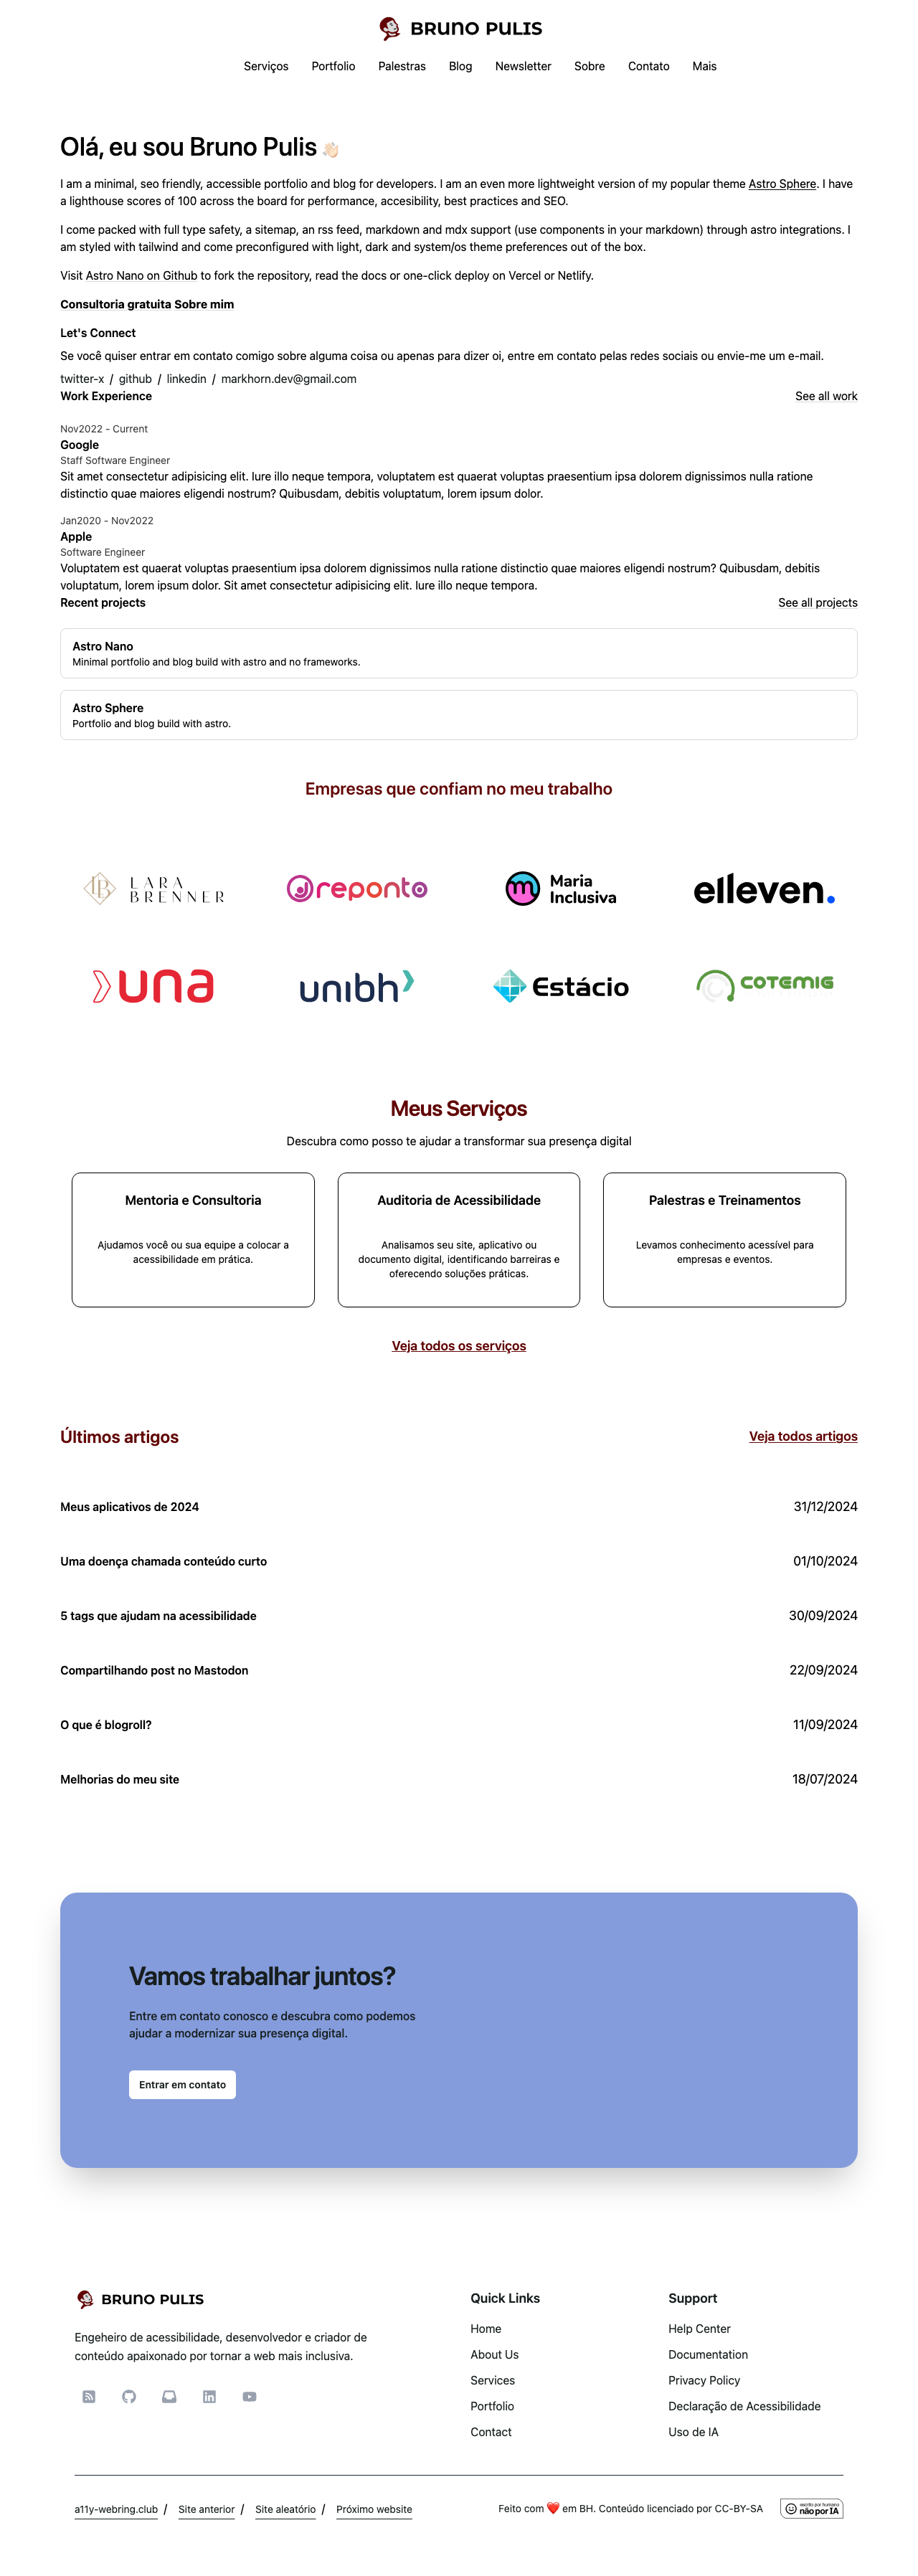 BRUNO PULIS
Serviços Portfolio Palestras Blog Newsletter Sobre Contato Mais
Olá, eu sou Bruno Pulis
I am a minimal, seo friendly, accessible portfolio and blog for developers. I am an even more lightweight version of my popular theme Astro Sphere. I have
a lighthouse scores of 100 across the board for performance, accesibility, best practices and SEO.
I come packed with full type safety, a sitemap, an rss feed, markdown and mdx support (use components in your markdown) through astro integrations. I
am styled with tailwind and come preconfigured with light, dark and system/os theme preferences out of the box.
Visit Astro Nano on Github to fork the repository, read the docs or one-click deploy on Vercel or Netlify.
Consultoria gratuita Sobre mim
Let's Connect
Se você quiser entrar em contato comigo sobre alguma coisa ou apenas para dizer oi, entre em contato pelas redes sociais ou envie-me um e-mail.
twitter-x / github / linkedin / markhorn.dev@gmail.com
Work Experience See all work
Nov2022 - Current
Google
Staff Software Engineer
Sit amet consectetur adipisicing elit. Iure illo neque tempora, voluptatem est quaerat voluptas praesentium ipsa dolorem dignissimos nulla ratione
distinctio quae maiores eligendi nostrum? Quibusdam, debitis voluptatum, lorem ipsum dolor.
Jan2020 - Nov2022
Apple
Software Engineer
Voluptatem est quaerat voluptas praesentium ipsa dolorem dignissimos nulla ratione distinctio quae maiores eligendi nostrum? Quibusdam, debitis
voluptatum, lorem ipsum dolor. Sit amet consectetur adipisicing elit. Iure illo neque tempora.
Recent projects See all projects
Astro Nano
Minimal portfolio and blog build with astro and no frameworks.
Astro Sphere
Portfolio and blog build with astro.
Empresas que confiam no meu trabalho
LARA
BRENNER
reponto
Maria
Inclusiva
elleven.
una
unibh
Estácio
COTEMIG
Meus Serviços
Descubra como posso te ajudar a transformar sua presença digital
Mentoria e Consultoria
Ajudamos você ou sua equipe a colocar a
acessibilidade em prática.
Auditoria de Acessibilidade
Analisamos seu site, aplicativo ou
documento digital, identificando barreiras e
oferecendo soluções práticas.
Palestras e Treinamentos
Levamos conhecimento acessível para
empresas e eventos.
Veja todos os serviços
Últimos artigos Veja todos artigos
Meus aplicativos de 2024 31/12/2024
Uma doença chamada conteúdo curto 01/10/2024
5 tags que ajudam na acessibilidade 30/09/2024
Compartilhando post no Mastodon 22/09/2024
O que é blogroll? 11/09/2024
Melhorias do meu site 18/07/2024
Vamos trabalhar juntos?
Entre em contato conosco e descubra como podemos
ajudar a modernizar sua presença digital.
Entrar em contato
BRUNO PULIS
Engeheiro de acessibilidade, desenvolvedor e criador de
conteúdo apaixonado por tornar a web mais inclusiva.
Quick Links
Home
About Us
Services
Portfolio
Contact
Support
Help Center
Documentation
Privacy Policy
Declaração de Acessibilidade
Uso de IA
a11y-webring.club / Site anterior / Site aleatório / Próximo website
Feito com ❤️ em BH. Conteúdo licenciado por CC-BY-SA
escrito por humano
não por IA